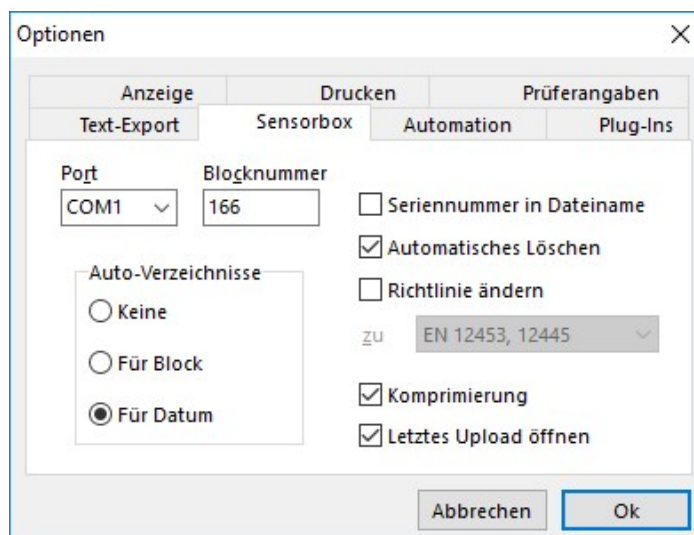 Optionen
Anzeige Drucken Prüferangaben
Text-Export Sensorbox Automation Plug-Ins
Port Blocknummer
COM1 166
Seriennummer in Dateiname
Automatisches Löschen
Auto-Verzeichnisse
Richtlinie ändern
Keine
zu EN 12453, 12445
Für Block
Komprimierung
Für Datum
Letztes Upload öffnen
Abbrechen Ok